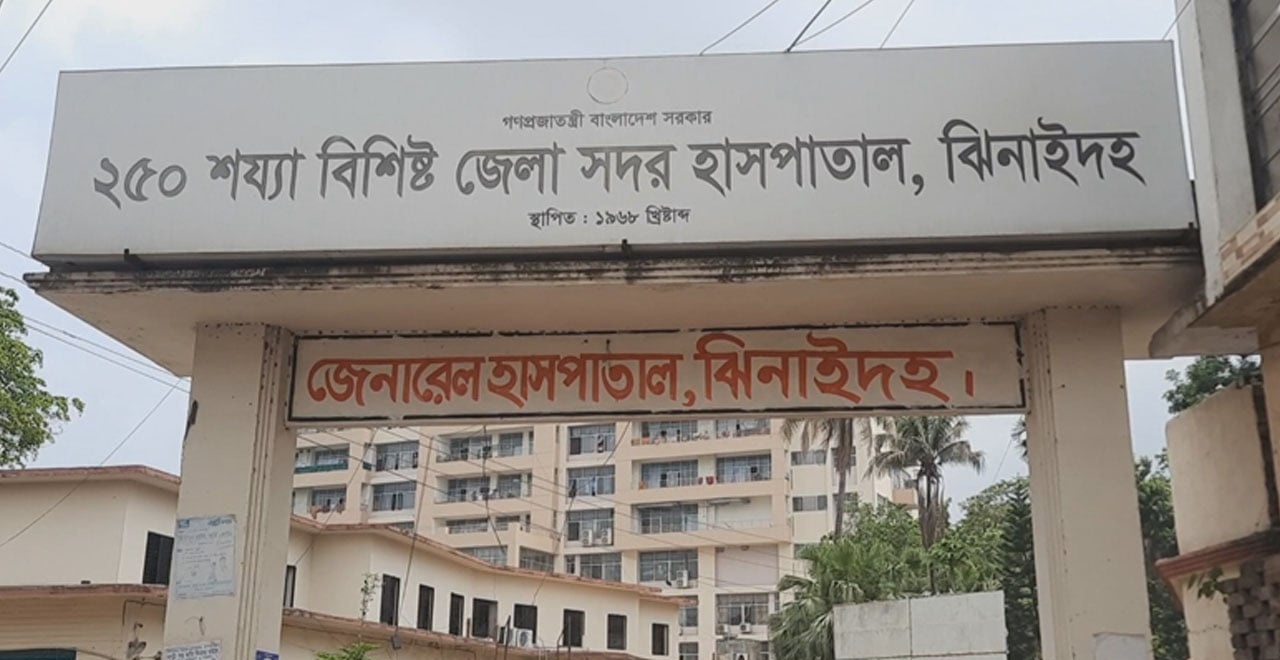 গণপ্রজাতন্ত্রী বাংলাদেশ সরকার
২৫০ শয্যা বিশিষ্ট জেলা সদর হাসপাতাল, ঝিনাইদহ
স্থাপিত : ১৯৬৮ খ্রিষ্টাব্দ
জেনারেল হাসপাতাল, ঝিনাইদহ।